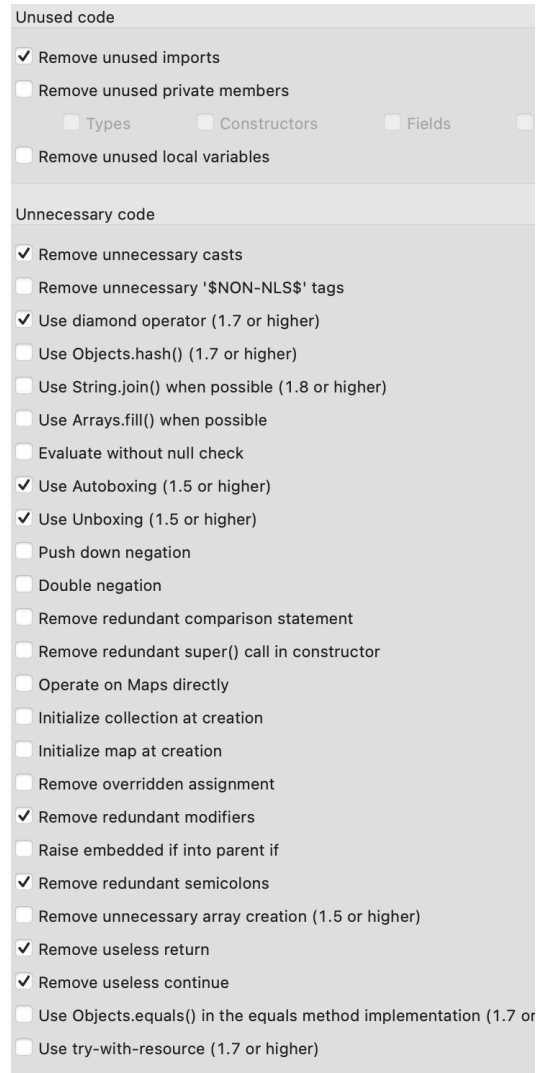 Unused code
Remove unused imports
Remove unused private members
Types Constructors Fields
Remove unused local variables
Unnecessary code
Remove unnecessary casts
Remove unnecessary '$NON-NLS$' tags
Use diamond operator (1.7 or higher)
Use Objects.hash() (1.7 or higher)
Use String.join() when possible (1.8 or higher)
Use Arrays.fill() when possible
Evaluate without null check
Use Autoboxing (1.5 or higher)
Use Unboxing (1.5 or higher)
Push down negation
Double negation
Remove redundant comparison statement
Remove redundant super() call in constructor
Operate on Maps directly
Initialize collection at creation
Initialize map at creation
Remove overridden assignment
Remove redundant modifiers
Raise embedded if into parent if
Remove redundant semicolons
Remove unnecessary array creation (1.5 or higher)
Remove useless return
Remove useless continue
Use Objects.equals() in the equals method implementation (1.7 or
Use try-with-resource (1.7 or higher)